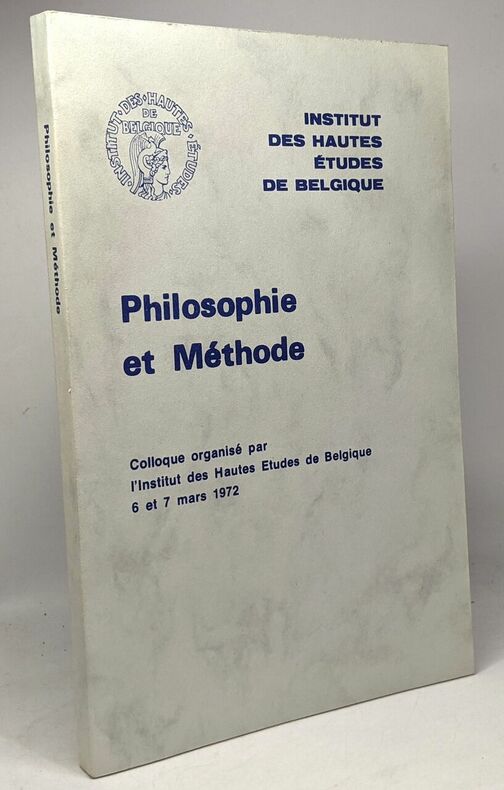 INSTITUT · DES · HAUTES · ÉTUDES ·
DE
BELGIQUE
INSTITUT
DES HAUTES
ÉTUDES
DE BELGIQUE
Philosophie
et Méthode
Colloque organisé par
l'Institut des Hautes Etudes de Belgique
6 et 7 mars 1972
Philosophie et Méthode